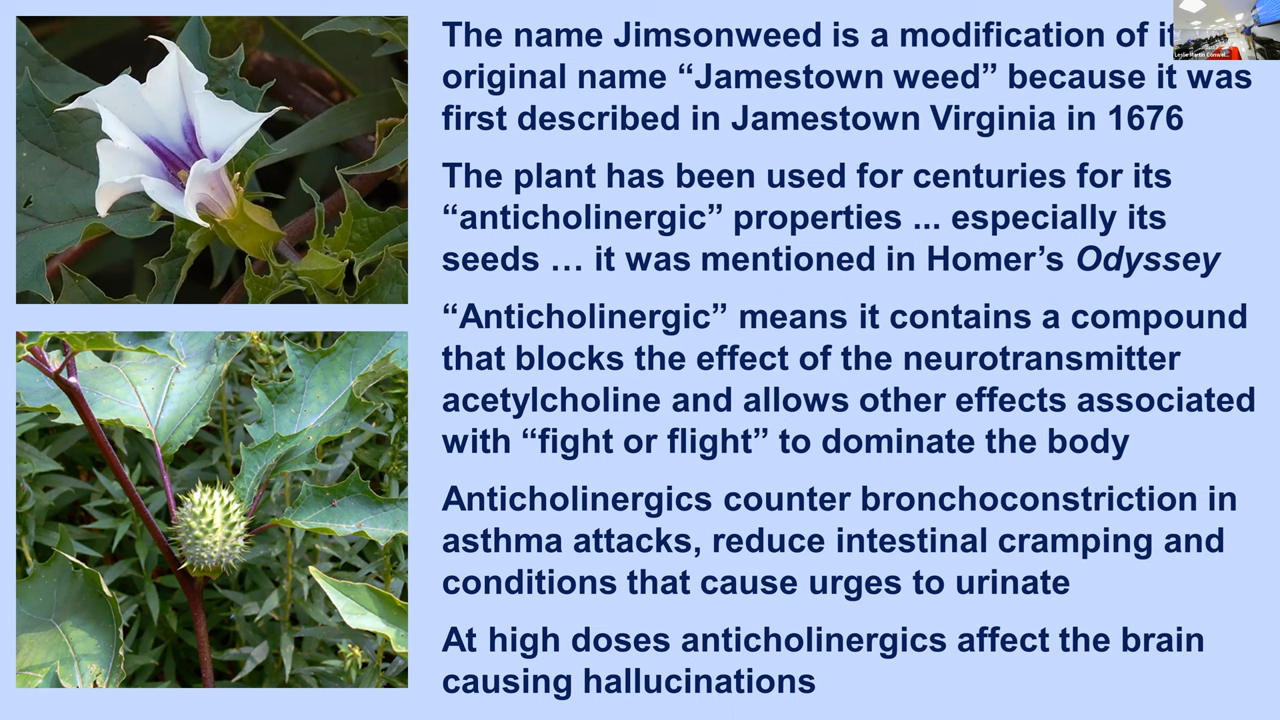 The name Jimsonweed is a modification of
original name “Jamestown weed” because it was
first described in Jamestown Virginia in 1676
The plant has been used for centuries for its
“anticholinergic” properties ... especially its
seeds … it was mentioned in Homer’s Odyssey
“Anticholinergic” means it contains a compound
that blocks the effect of the neurotransmitter
acetylcholine and allows other effects associated
with “fight or flight” to dominate the body
Anticholinergics counter bronchoconstriction in
asthma attacks, reduce intestinal cramping and
conditions that cause urges to urinate
At high doses anticholinergics affect the brain
causing hallucinations
Leslie Martin